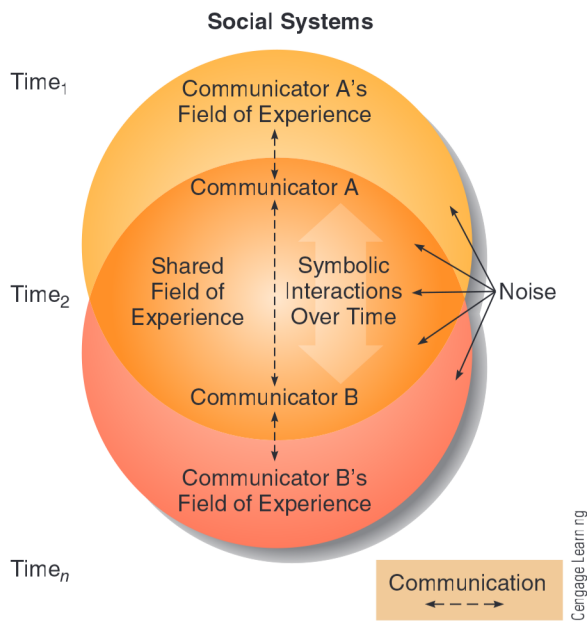 Social Systems
Time₁
Communicator A's
Field of Experience
Communicator A
Shared
Field of
Experience
Symbolic
Interactions
Over Time
Time₂
Noise
Communicator B
Communicator B's
Field of Experience
Timeₙ
Communication
Cengage Learning